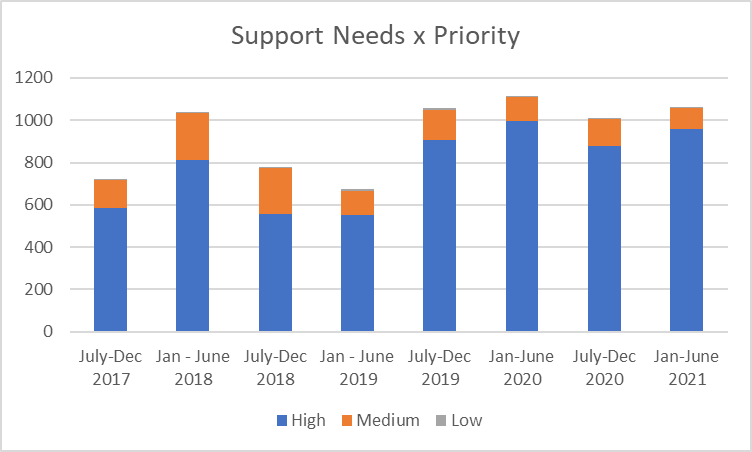 Support Needs x Priority
1200
1000
800
600
400
200
0
July-Dec Jan - June July-Dec Jan - June July-Dec Jan-June July-Dec Jan-June
2017 2018 2018 2019 2019 2020 2020 2021
High Medium Low